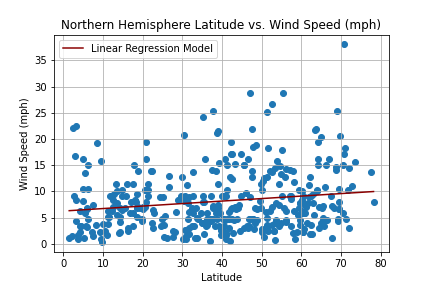 Northern Hemisphere Latitude vs. Wind Speed (mph)
Linear Regression Model
Wind Speed (mph)
35
30
25
20
15
10
5
0
0 10 20 30 40 50 60 70 80
Latitude